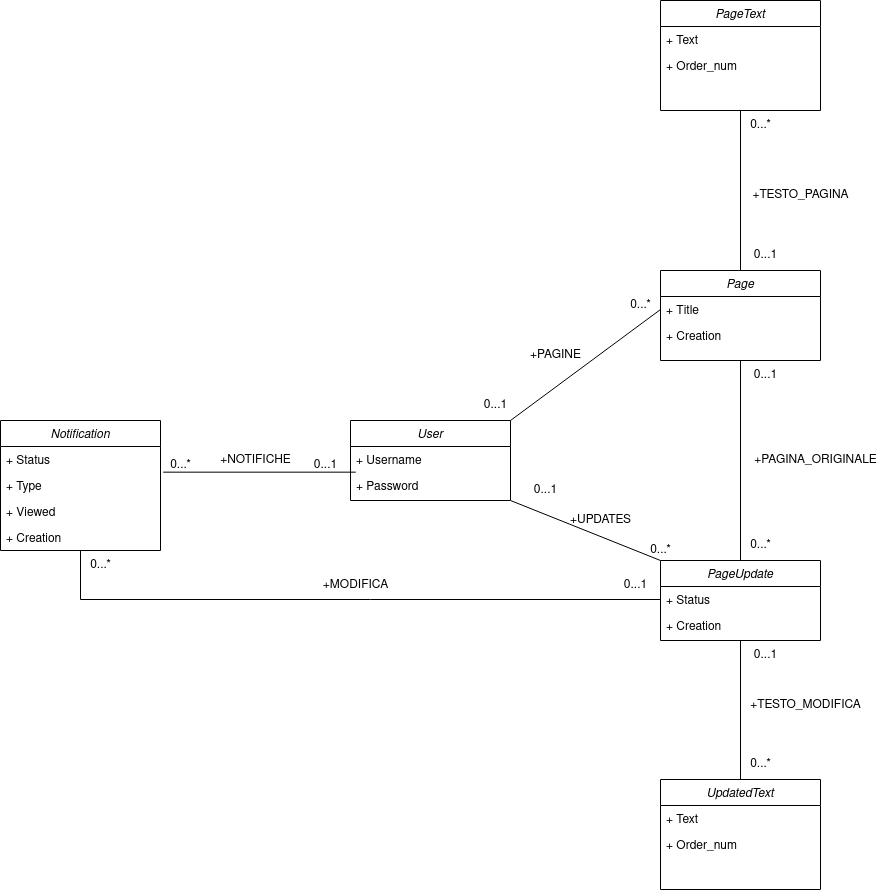 PageText
+ Text
+ Order_num
0...*
+TESTO_PAGINA
0...1
Page
+ Title
+ Creation
0...*
+PAGINE
0...1
0...1
+PAGINA_ORIGINALE
0...*
Notification
+ Status
+ Type
+ Viewed
+ Creation
0...*
+NOTIFICHE
0...1
User
+ Username
+ Password
0...1
+UPDATES
0...*
0...*
+MODIFICA
0...1
PageUpdate
+ Status
+ Creation
0...1
+TESTO_MODIFICA
0...*
UpdatedText
+ Text
+ Order_num